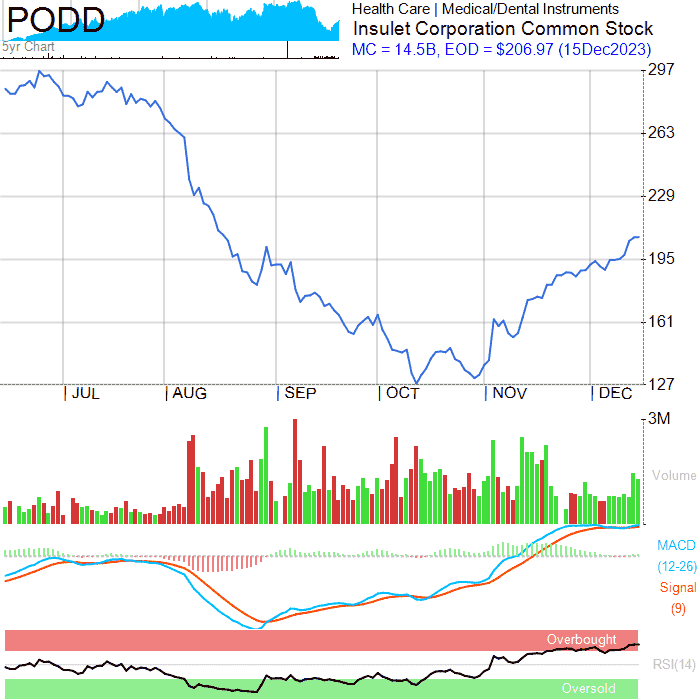 PODD
5yr Chart
Health Care | Medical/Dental Instruments
Insulet Corporation Common Stock
MC = 14.5B, EOD = $206.97 (15Dec2023)
297
263
229
195
161
127
JUL AUG SEP OCT NOV DEC
3M
Volume
MACD
(12-26)
Signal
(9)
Overbought
RSI(14)
Oversold